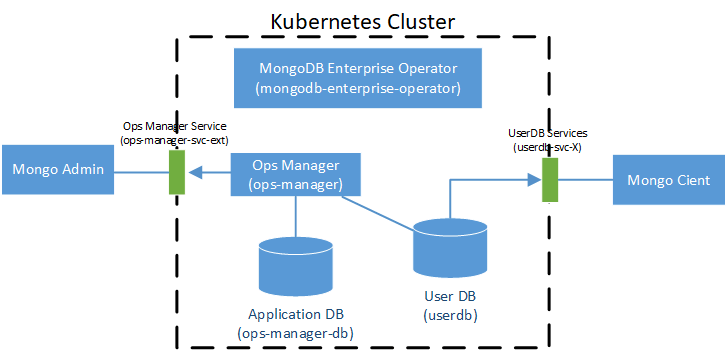 Kubernetes Cluster
MongoDB Enterprise Operator
(mongodb-enterprise-operator)
Ops Manager Service
(ops-manager-svc-ext)
UserDB Services
(userdb-svc-X)
Mongo Admin
Ops Manager
(ops-manager)
Mongo Cient
Application DB
(ops-manager-db)
User DB
(userdb)